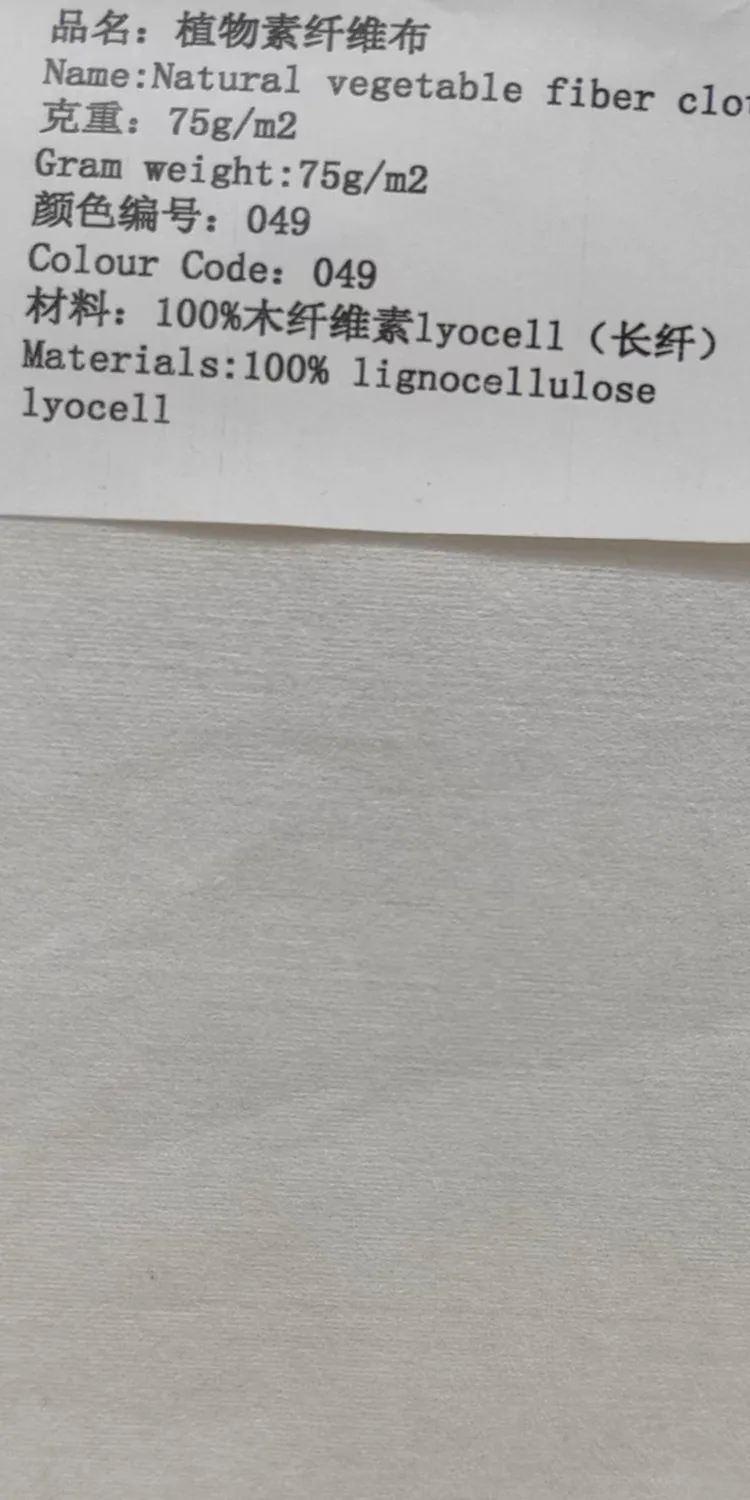 品名：植物素纤维布
Name:Natural vegetable fiber
克重：75g/m2
Gram weight:75g/m2
颜色编号：049
Colour Code：049
材料：100%木纤维素lyocell（长纤）
Materials:100% lignocellulose
lyocell